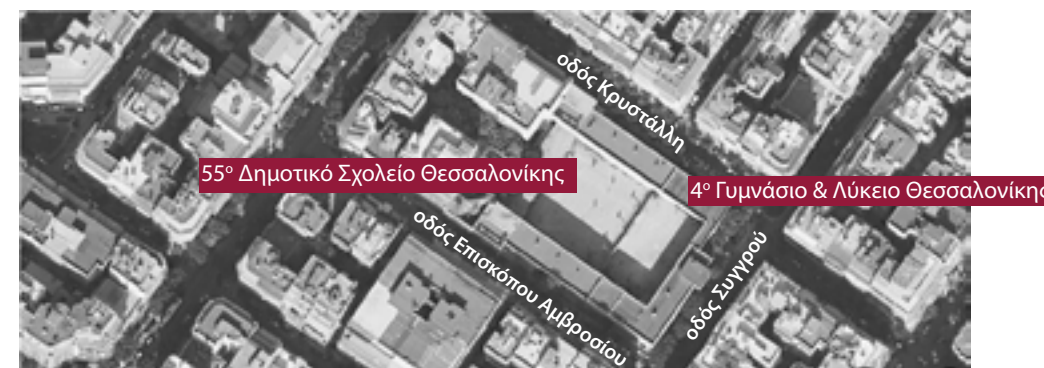 οδός Κρυστάλλη
55ο Δημοτικό Σχολείο Θεσσαλονίκης
4ο Γυμνάσιο & Λύκειο Θεσσαλονίκης
οδός Επισκόπου Αμβροσίου
οδός Συγγρού